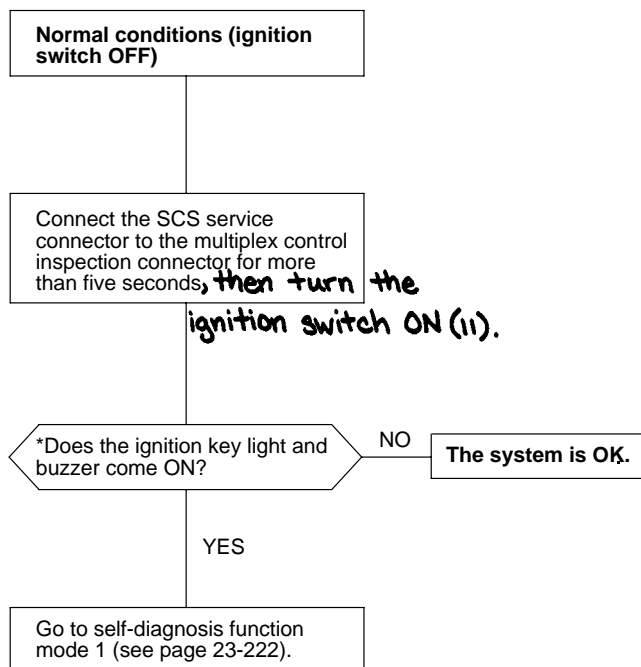 Normal conditions (ignition
switch OFF)
Connect the SCS service
connector to the multiplex control
inspection connector for more
than five seconds, then turn the
ignition switch ON (11).
*Does the ignition key light and
buzzer come ON?
NO
The system is OK.
YES
Go to self-diagnosis function
mode 1 (see page 23-222).